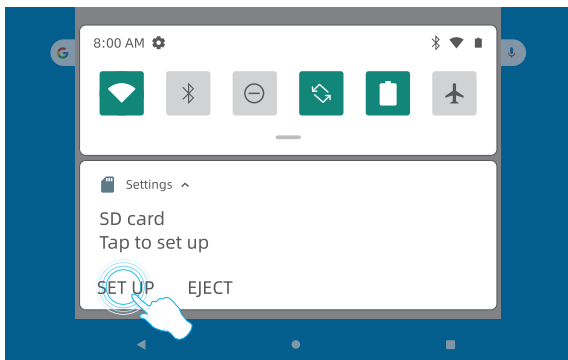 G
8:00 AM
Settings
SD card
Tap to set up
SET UP EJECT